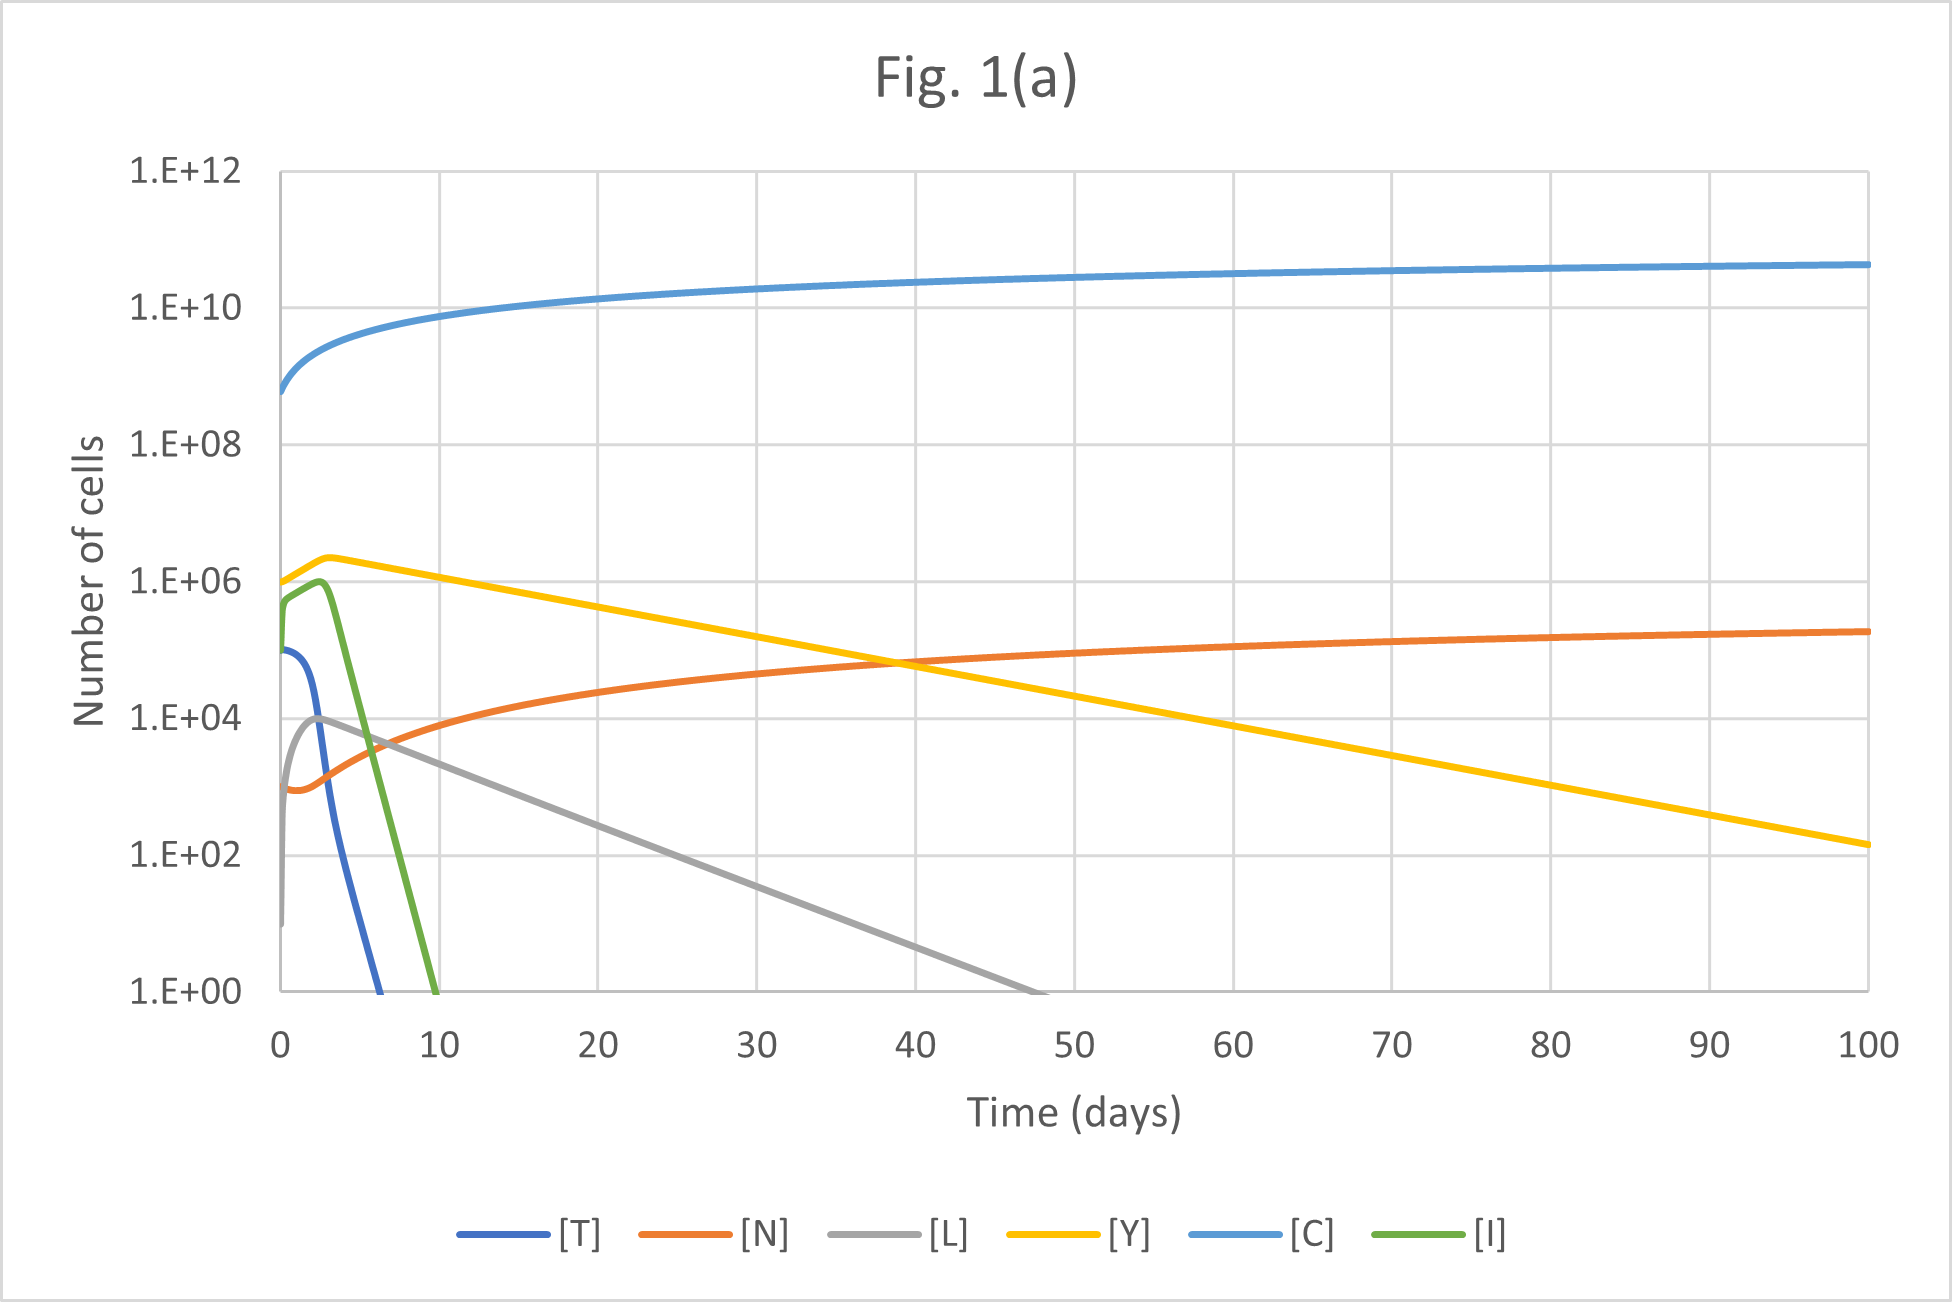 Fig. 1(a)
1.E+12
1.E+10
1.E+08
1.E+06
1.E+04
1.E+02
1.E+00
Number of cells
0 10 20 30 40 50 60 70 80 90 100
Time (days)
[T] [N] [L] [Y] [C] [I]